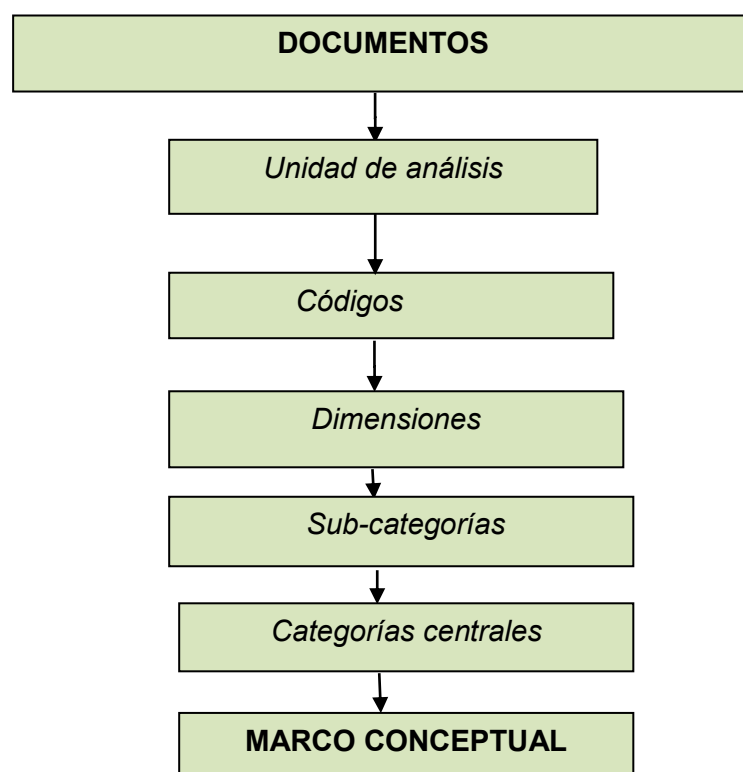 DOCUMENTOS
Unidad de análisis
Códigos
Dimensiones
Sub-categorías
Categorías centrales
MARCO CONCEPTUAL